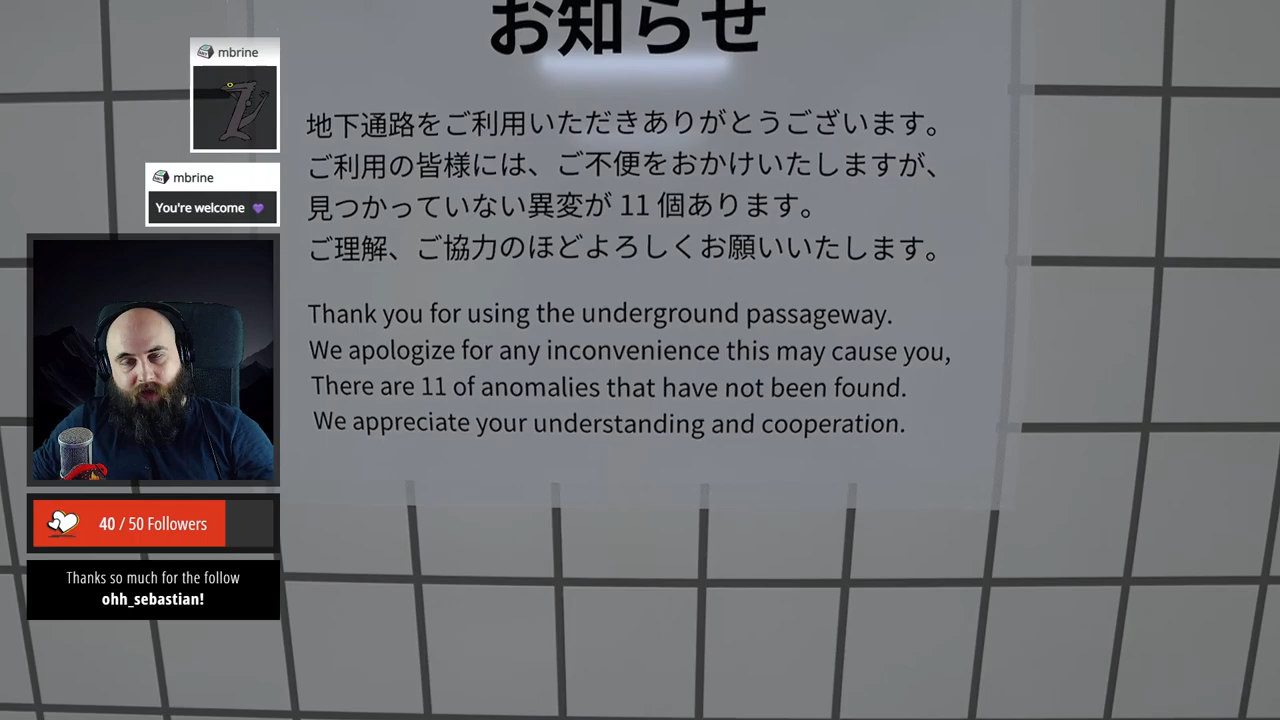 お知らせ
地下通路をご利用いただきありがとうございます。
ご利用の皆様には、ご不便をおかけいたしますが、
見つかっていない異変が 11 個あります。
ご理解、ご協力のほどよろしくお願いいたします。
Thank you for using the underground passageway.
We apologize for any inconvenience this may cause you,
There are 11 of anomalies that have not been found.
We appreciate your understanding and cooperation.
mbrine
mbrine
You're welcome 💜
40 / 50 Followers
Thanks so much for the follow
ohh_sebastian!